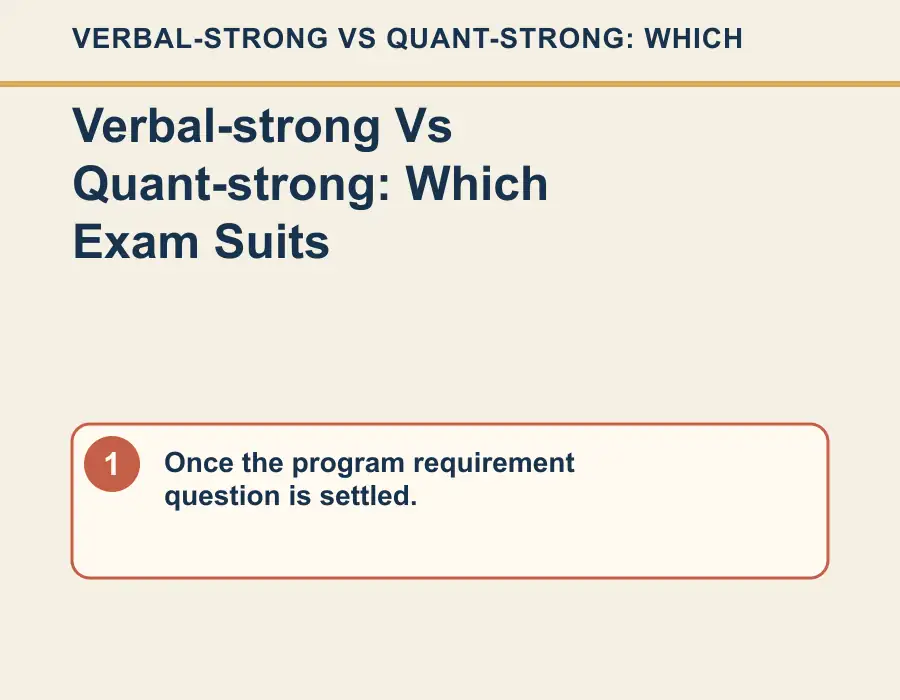 VERBAL-STRONG VS QUANT-STRONG: WHICH
Verbal-strong Vs
Quant-strong: Which
Exam Suits
1
Once the program requirement
question is settled.